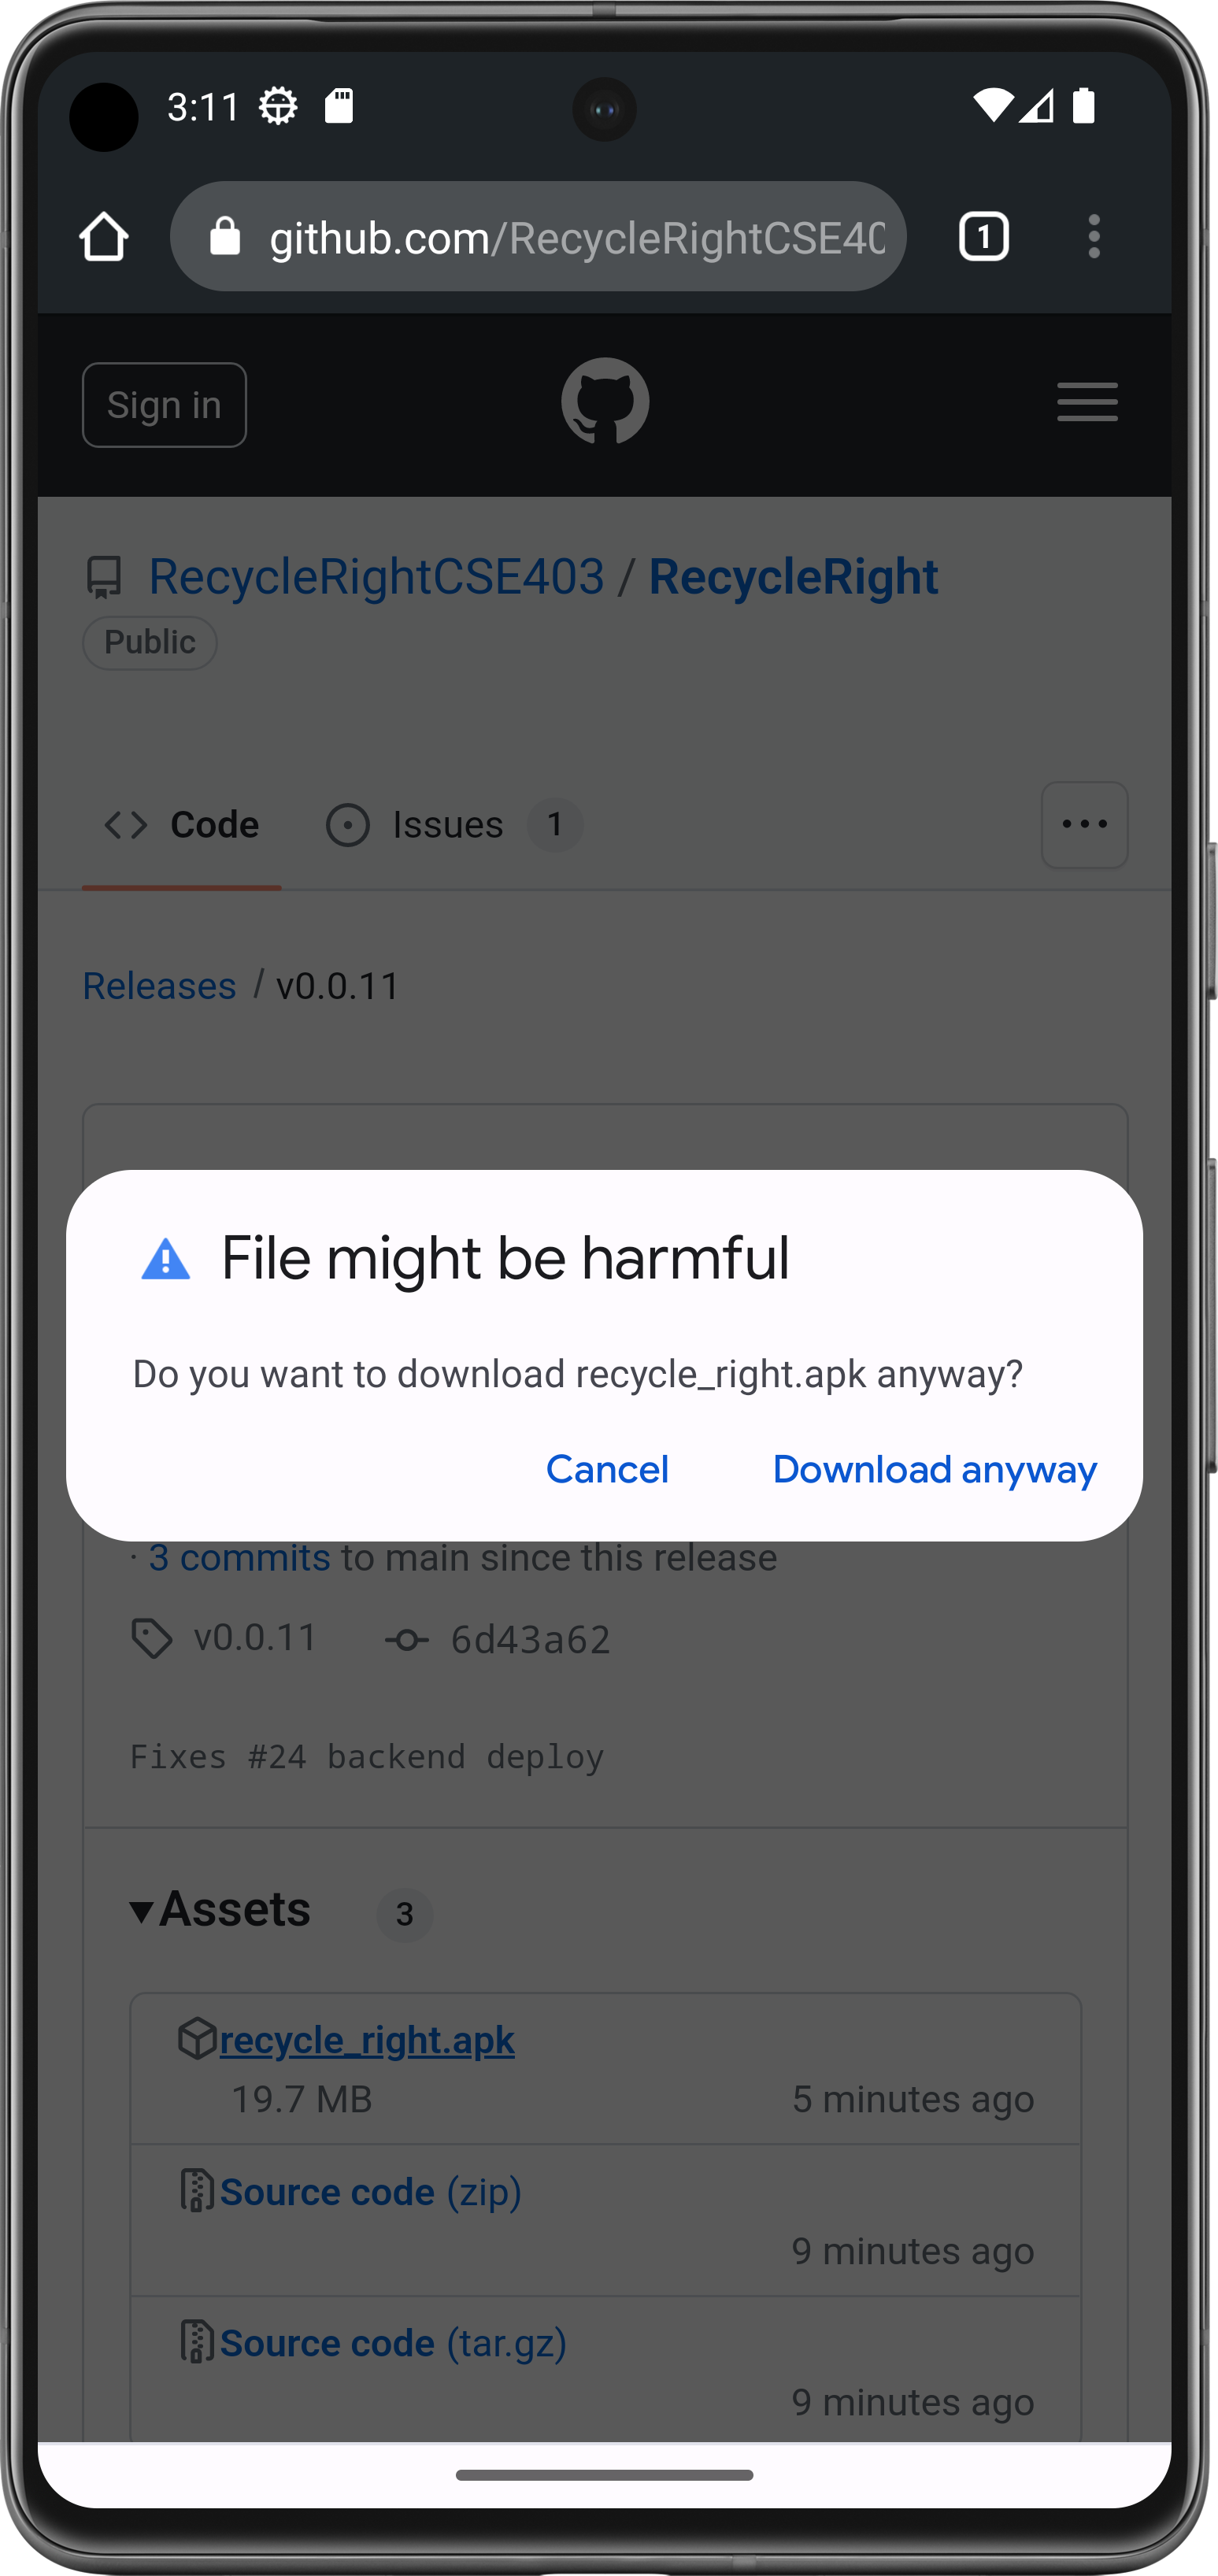 3:11
github.com/RecycleRightCSE40
1
Sign in
RecycleRightCSE403 / RecycleRight
Public
Code
Issues 1
Releases / v0.0.11
File might be harmful
Do you want to download recycle_right.apk anyway?
Cancel Download anyway
· 3 commits to main since this release
v0.0.11 6d43a62
Fixes #24 backend deploy
Assets 3
recycle_right.apk
19.7 MB 5 minutes ago
Source code (zip)
9 minutes ago
Source code (tar.gz)
9 minutes ago